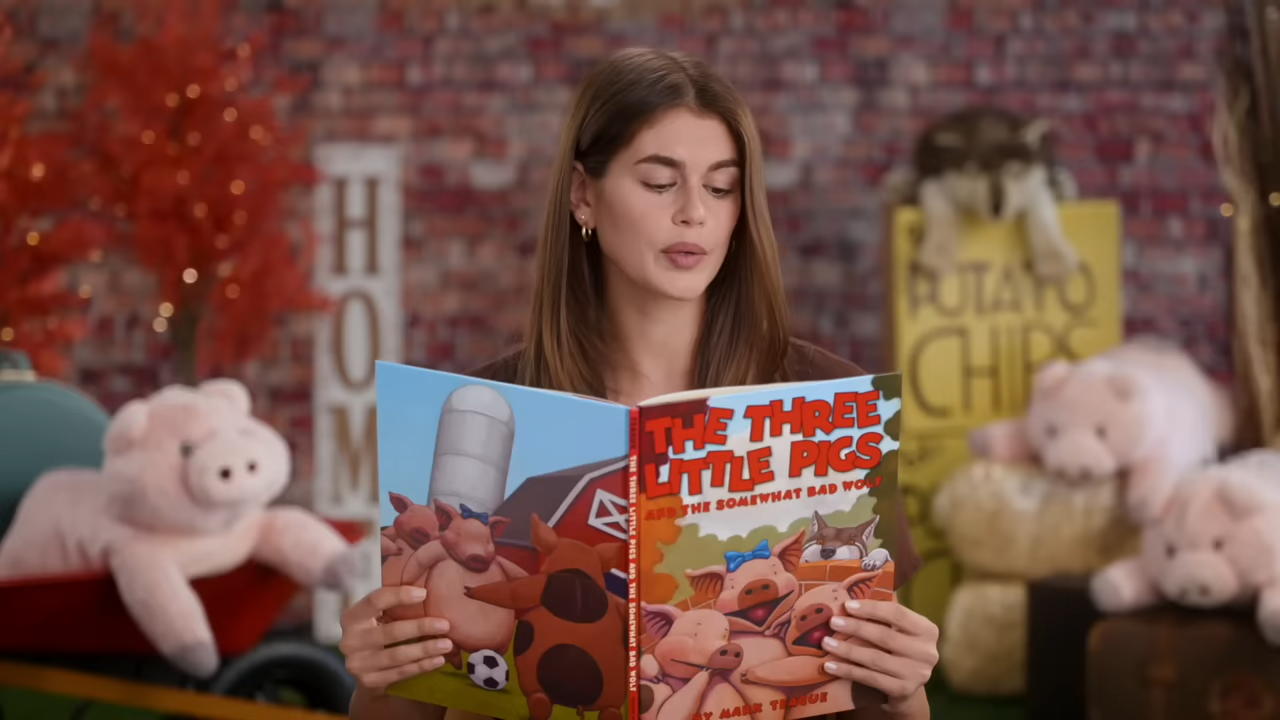 HOM
POTATO
CHIPS
THE THREE LITTLE PIGS AND THE SOMEWHAT BAD WOLF
THE THREE
LITTLE PIGS
AND THE SOMEWHAT BAD WOLF
BY MARK TEAGUE